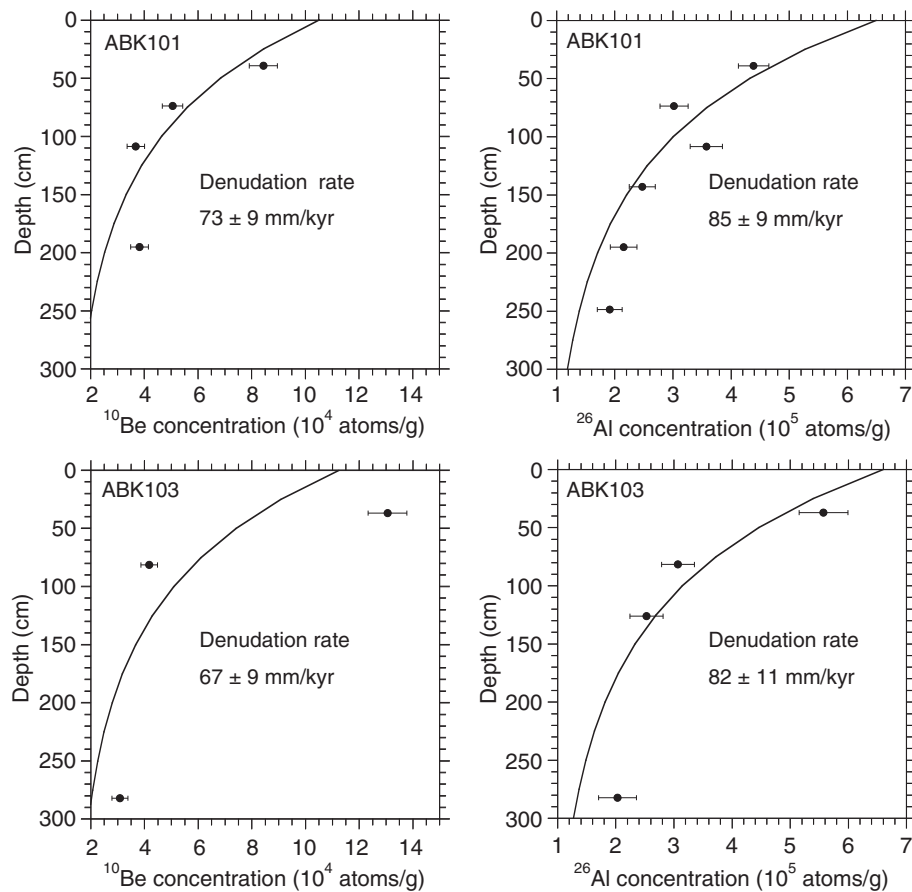 ABK101
0
50
100
150
200
250
300
Depth (cm)
Denudation rate
73 ± 9 mm/kyr
2 4 6 8 10 12 14
¹⁰Be concentration (10⁴ atoms/g)
ABK101
0
50
100
150
200
250
300
Depth (cm)
Denudation rate
85 ± 9 mm/kyr
1 2 3 4 5 6 7
²⁶Al concentration (10⁵ atoms/g)
ABK103
0
50
100
150
200
250
300
Depth (cm)
Denudation rate
67 ± 9 mm/kyr
2 4 6 8 10 12 14
¹⁰Be concentration (10⁴ atoms/g)
ABK103
0
50
100
150
200
250
300
Depth (cm)
Denudation rate
82 ± 11 mm/kyr
1 2 3 4 5 6 7
²⁶Al concentration (10⁵ atoms/g)